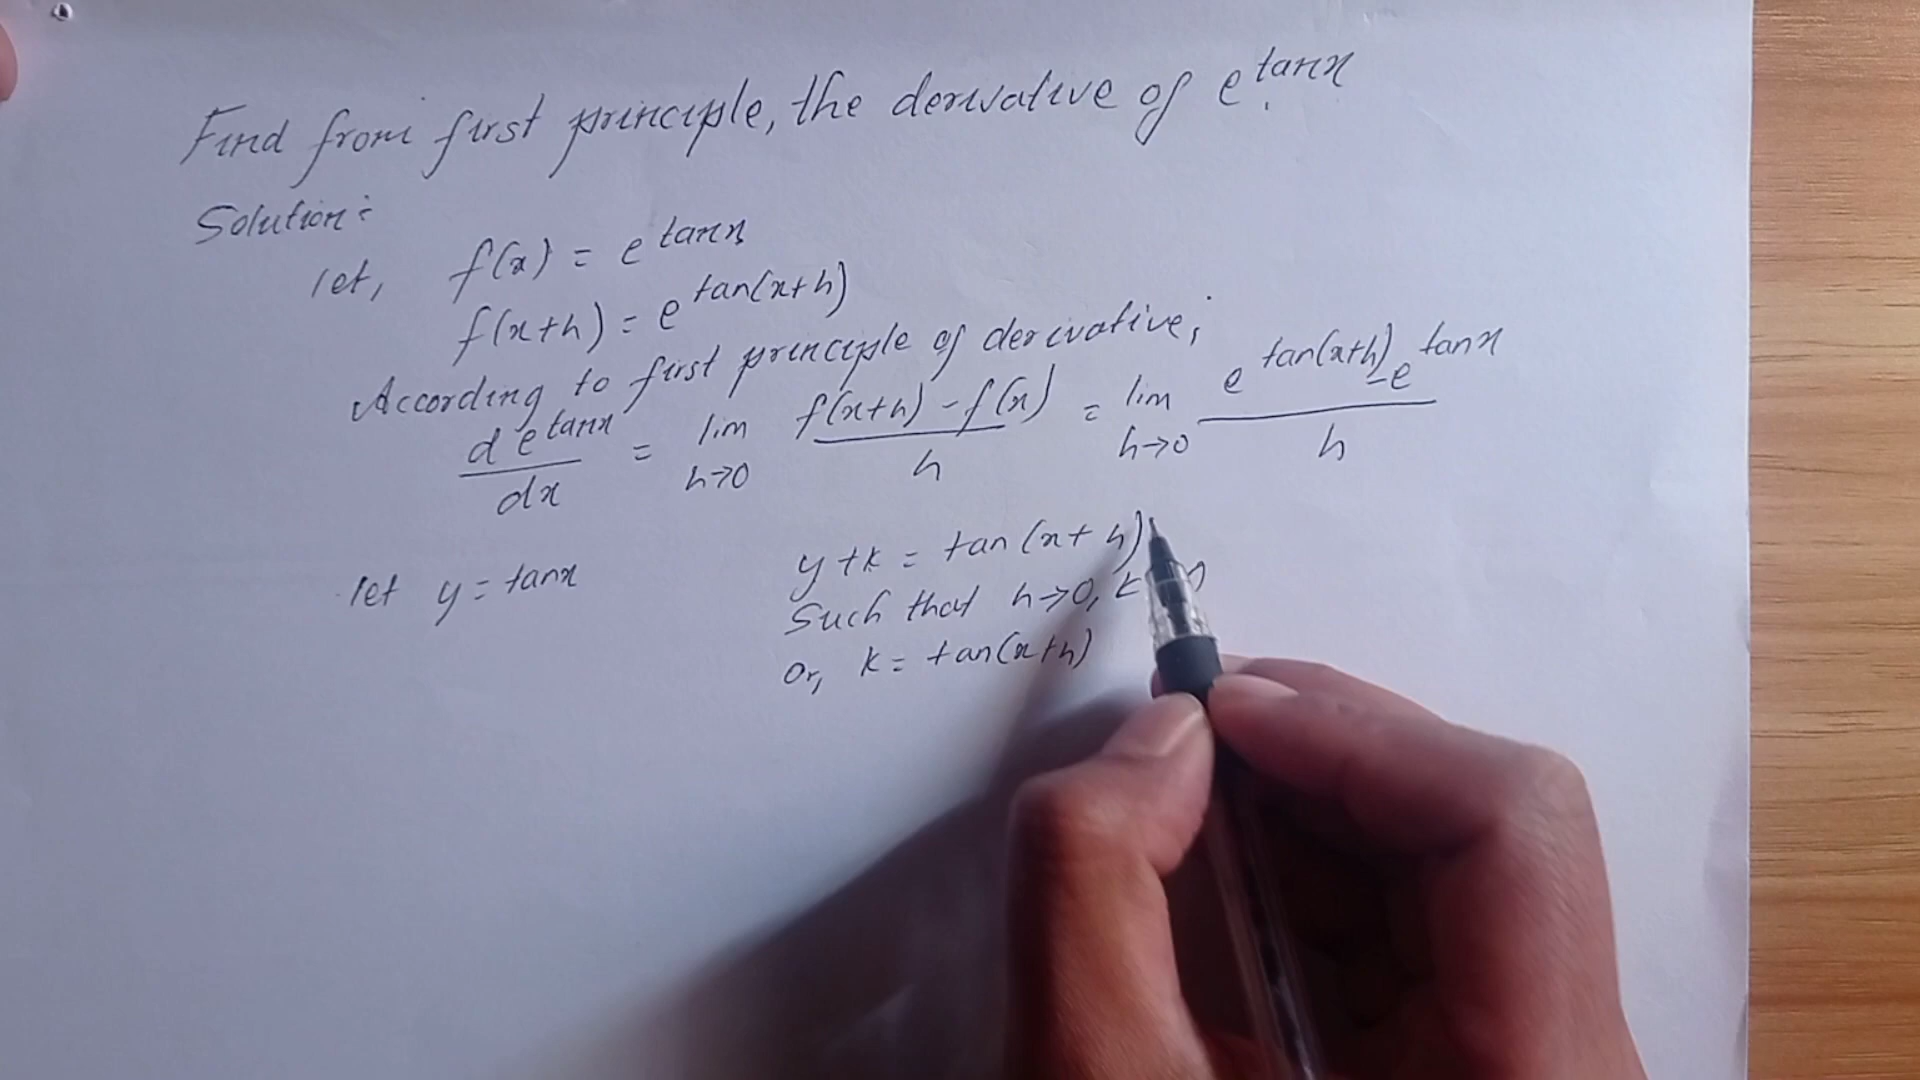 Find from first principle, the derivative of e^tanx.
Solution:
let, f(x) = e^tanx
f(x+h) = e^tan(x+h)
According to first principle of derivative;
d e^tanx / dx = lim h→0 f(x+h) - f(x) / h = lim h→0 e^tan(x+h) - e^tanx / h
let y = tanx
y+k = tan(x+h)
Such that h→0, k
or, k = tan(x+h)